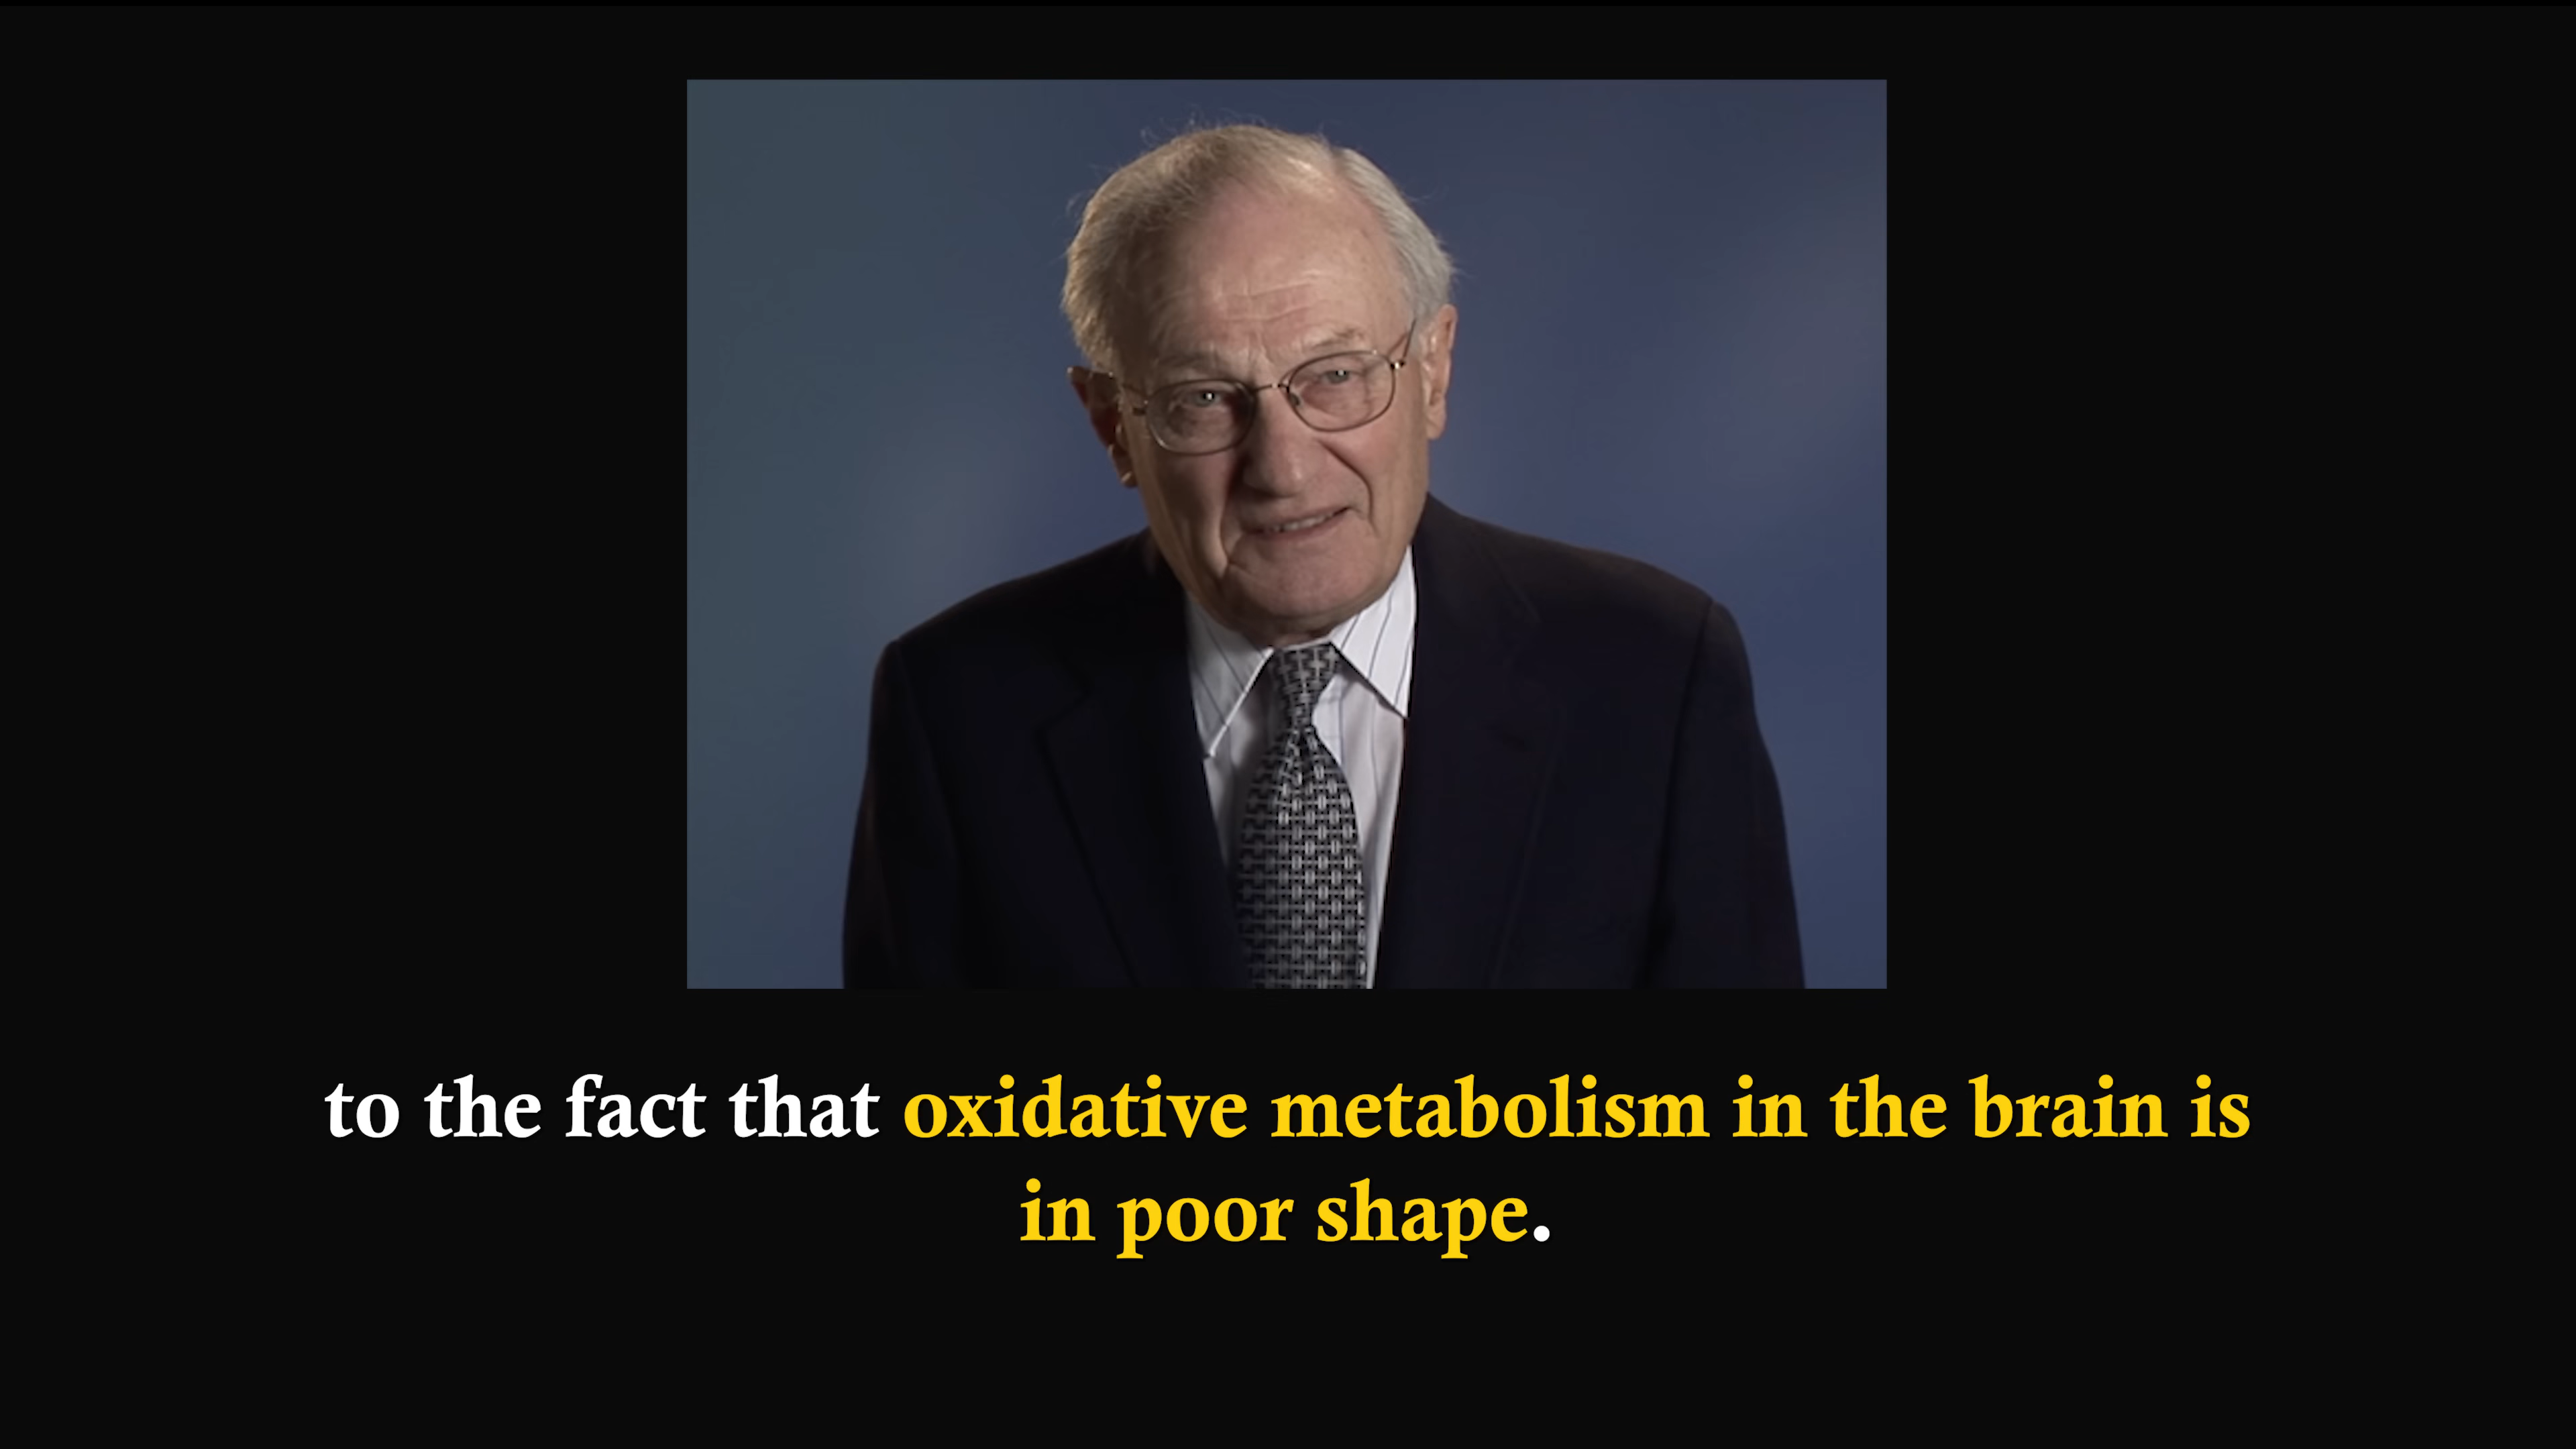 to the fact that oxidative metabolism in the brain is
in poor shape.